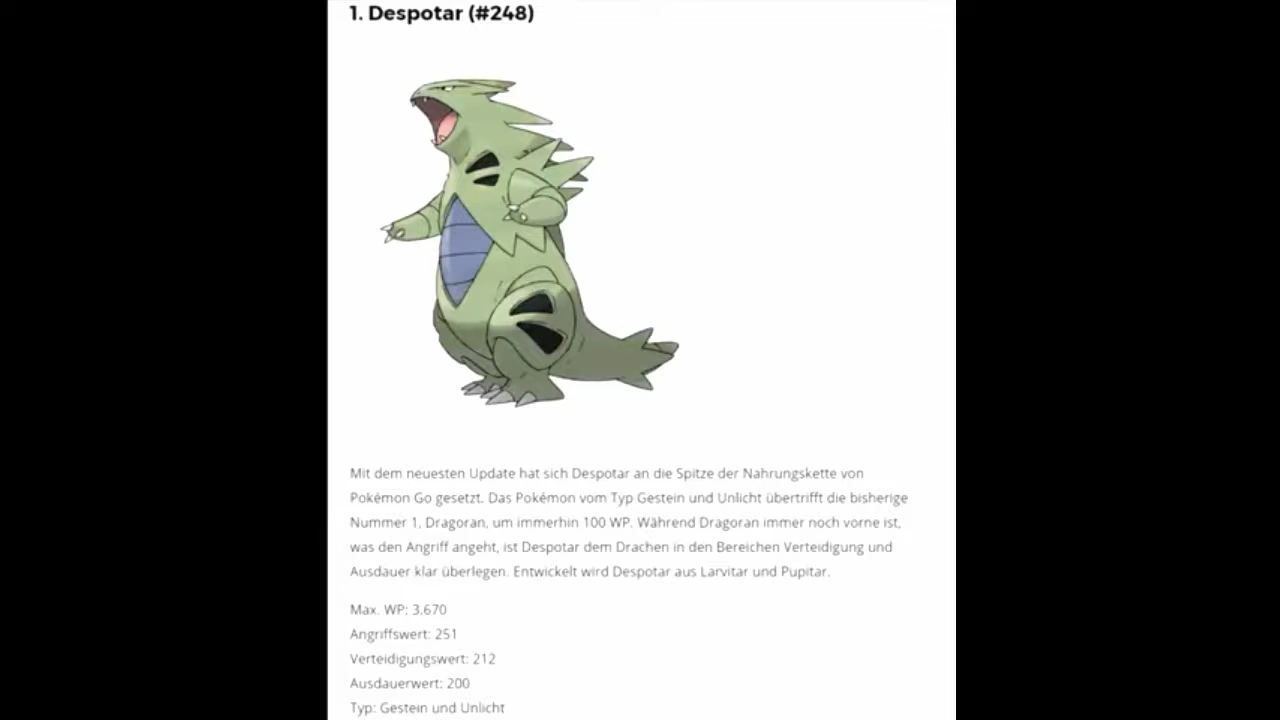 1. Despotar (#248)
Mit dem neuesten Update hat sich Despotar an die Spitze der Nahrungskette von
Pokémon Go gesetzt. Das Pokémon vom Typ Gestein und Unlicht übertrifft die bisherige
Nummer 1, Dragoran, um immerhin 100 WP. Während Dragoran immer noch vorne ist,
was den Angriff angeht, ist Despotar dem Drachen in den Bereichen Verteidigung und
Ausdauer klar überlegen. Entwickelt wird Despotar aus Larvitar und Pupitar.
Max. WP: 3.670
Angriffswert: 251
Verteidigungswert: 212
Ausdauerwert: 200
Typ: Gestein und Unlicht